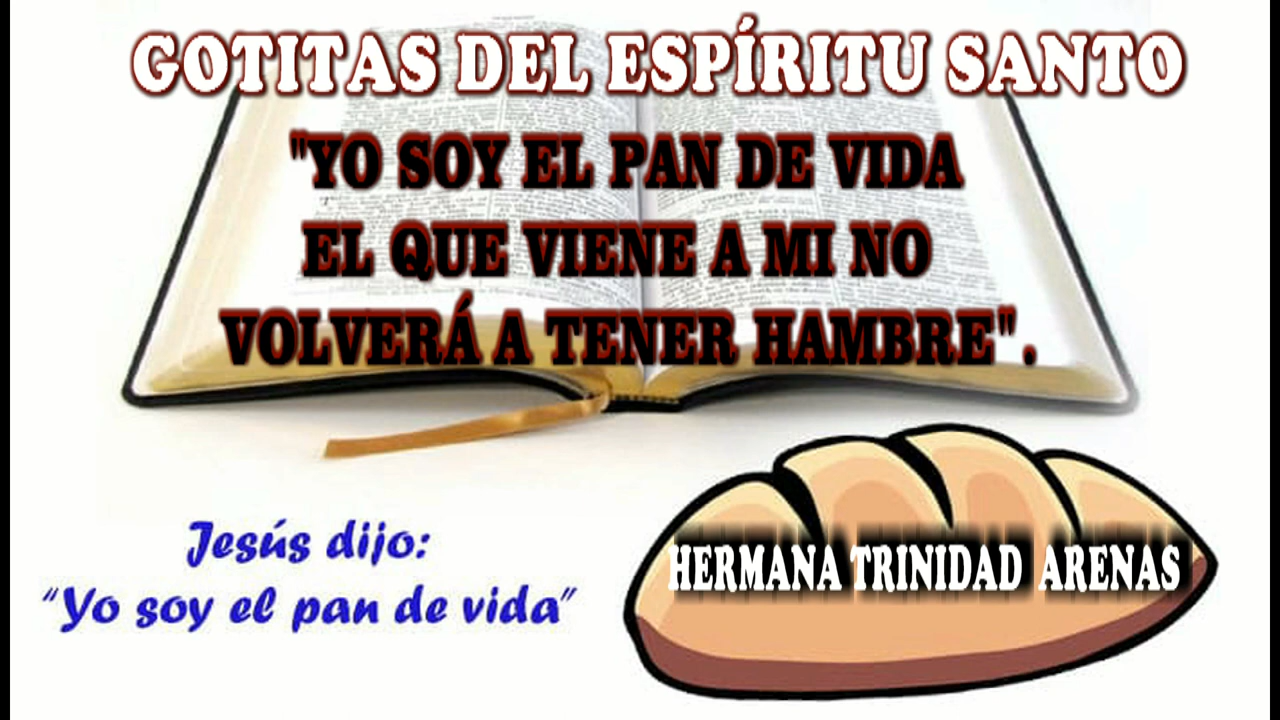 GOTITAS DEL ESPÍRITU SANTO
"YO SOY EL PAN DE VIDA
EL QUE VIENE A MI NO
VOLVERÁ A TENER HAMBRE".
Jesús dijo:
“Yo soy el pan de vida”
HERMANA TRINIDAD ARENAS